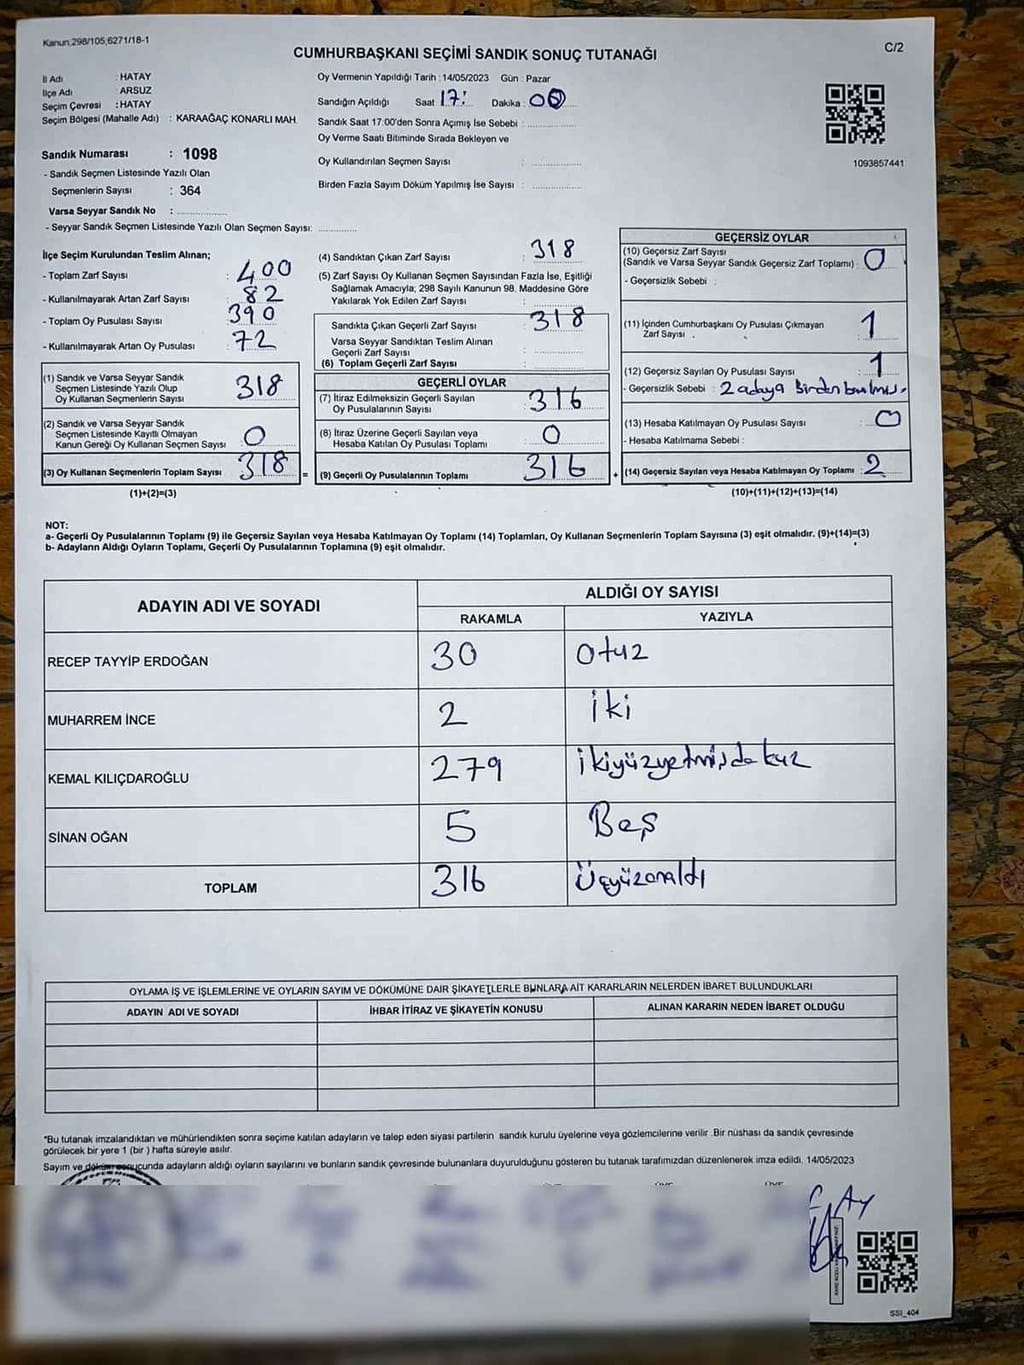 Kanun;298/105,6271/18-1
CUMHURBAŞKANI SEÇİMİ SANDIK SONUÇ TUTANAĞI
C/2
İl Adı : HATAY
İlçe Adı : ARSUZ
Seçim Çevresi : HATAY
Seçim Bölgesi (Mahalle Adı) : KARAAĞAÇ KONARLI MAH.
Sandık Numarası : 1098
- Sandık Seçmen Listesinde Yazılı Olan
Seçmenlerin Sayısı : 364
Varsa Seyyar Sandık No :
- Seyyar Sandık Seçmen Listesinde Yazılı Olan Seçmen Sayısı:
Oy Vermenin Yapıldığı Tarih : 14/05/2023 Gün : Pazar
Sandığın Açıldığı Saat 17: Dakika : 00
Sandık Saat 17:00'den Sonra Açımış İse Sebebi :
Oy Verme Saati Bitiminde Sırada Bekleyen ve
Oy Kullandırılan Seçmen Sayısı :
Birden Fazla Sayım Döküm Yapılmış İse Sayısı :
1093857441
İlçe Seçim Kurulundan Teslim Alınan;
- Toplam Zarf Sayısı : 400
- Kullanılmayarak Artan Zarf Sayısı : 82
- Toplam Oy Pusulası Sayısı : 390
- Kullanılmayarak Artan Oy Pusulası : 72
(1) Sandık ve Varsa Seyyar Sandık
Seçmen Listesinde Yazılı Olup
Oy Kullanan Seçmenlerin Sayısı 318
(2) Sandık ve Varsa Seyyar Sandık
Seçmen Listesinde Kayıtlı Olmayan
Kanun Gereği Oy Kullanan Seçmen Sayısı 0
(3) Oy Kullanan Seçmenlerin Toplam Sayısı 318 =
(1)+(2)=(3)
(4) Sandıktan Çıkan Zarf Sayısı : 318
(5) Zarf Sayısı Oy Kullanan Seçmen Sayısından Fazla İse, Eşitliği
Sağlamak Amacıyla; 298 Sayılı Kanunun 98. Maddesine Göre
Yakılarak Yok Edilen Zarf Sayısı :
Sandıkta Çıkan Geçerli Zarf Sayısı : 318
Varsa Seyyar Sandıktan Teslim Alınan
Geçerli Zarf Sayısı :
(6) Toplam Geçerli Zarf Sayısı :
GEÇERLİ OYLAR
(7) İtiraz Edilmeksizin Geçerli Sayılan
Oy Pusulalarının Sayısı : 316
(8) İtiraz Üzerine Geçerli Sayılan veya
Hesaba Katılan Oy Pusulası Toplamı : 0
(9) Geçerli Oy Pusulalarının Toplamı 316 +
GEÇERSİZ OYLAR
(10) Geçersiz Zarf Sayısı
(Sandık ve Varsa Seyyar Sandık Geçersiz Zarf Toplamı) : 0
- Geçersizlik Sebebi :
(11) İçinden Cumhurbaşkanı Oy Pusulası Çıkmayan
Zarf Sayısı . 1
(12) Geçersiz Sayılan Oy Pusulası Sayısı : 1
- Geçersizlik Sebebi : 2 adaya birden
(13) Hesaba Katılmayan Oy Pusulası Sayısı : 0
- Hesaba Katılmama Sebebi :
(14) Geçersiz Sayılan veya Hesaba Katılmayan Oy Toplamı : 2
(10)+(11)+(12)+(13)=(14)
NOT:
a- Geçerli Oy Pusulalarının Toplamı (9) ile Geçersiz Sayılan veya Hesaba Katılmayan Oy Toplamı (14) Toplamları, Oy Kullanan Seçmenlerin Toplam Sayısına (3) eşit olmalıdır. (9)+(14)=(3)
b- Adayların Aldığı Oyların Toplamı, Geçerli Oy Pusulalarının Toplamına (9) eşit olmalıdır.
ADAYIN ADI VE SOYADI
ALDIĞI OY SAYISI
RAKAMLA YAZIYLA
RECEP TAYYİP ERDOĞAN 30 Otuz
MUHARREM İNCE 2 iki
KEMAL KILIÇDAROĞLU 279 ikiyüzyetmişdokuz
SİNAN OĞAN 5 Beş
TOPLAM 316 Üçyüzonaltı
OYLAMA İŞ VE İŞLEMLERİNE VE OYLARIN SAYIM VE DÖKÜMÜNE DAİR ŞİKAYETLERLE BUNLARA AİT KARARLARIN NELERDEN İBARET BULUNDUKLARI
ADAYIN ADI VE SOYADI İHBAR İTİRAZ VE ŞİKAYETİN KONUSU ALINAN KARARIN NEDEN İBARET OLDUĞU
*Bu tutanak imzalandıktan ve mühürlendikten sonra seçime katılan adayların ve talep eden siyasi partilerin sandık kurulu üyelerine veya gözlemcilerine verilir .Bir nüshası da sandık çevresinde
görülecek bir yere 1 (bir ) hafta süreyle asılır.
Sayım ve döküm sonucunda adayların aldığı oyların sayılarını ve bunların sandık çevresinde bulunanlara duyurulduğunu gösteren bu tutanak tarafımızdan düzenlenerek imza edildi. 14/05/2023
SSI_404